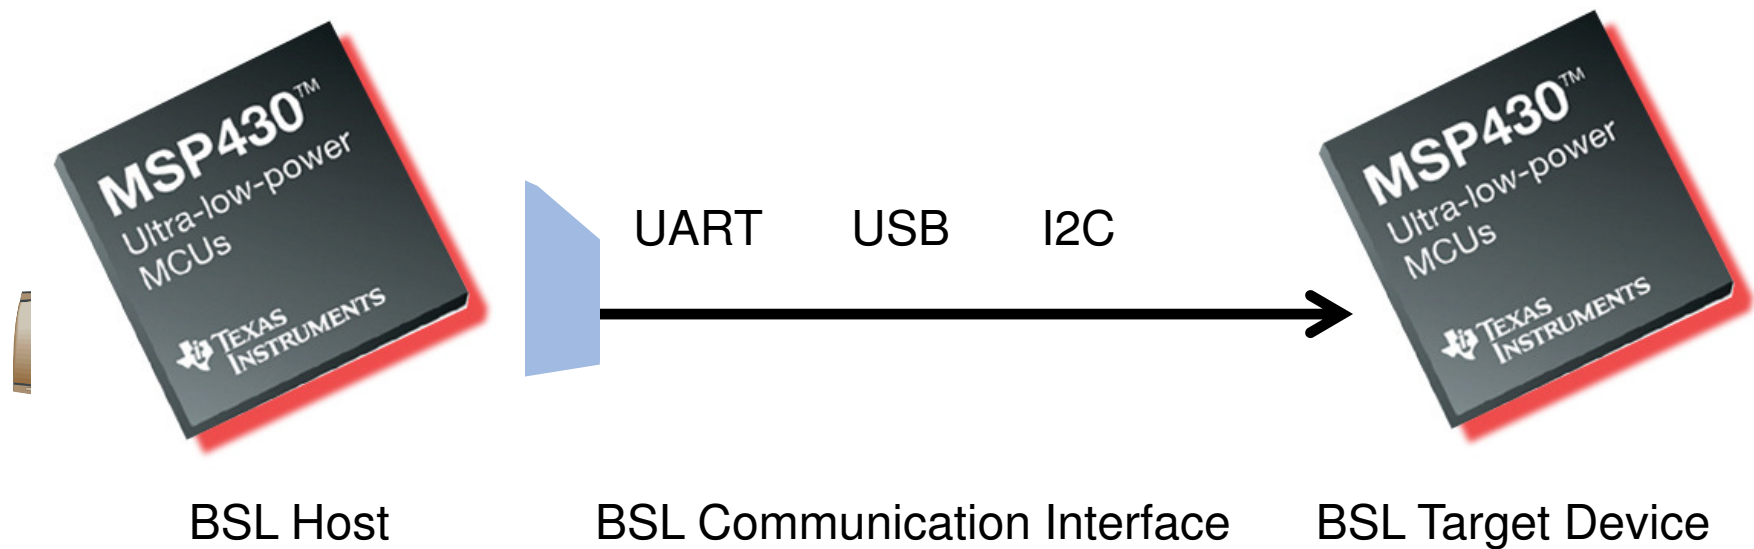 MSP430™
Ultra-low-power
MCUs
TEXAS
INSTRUMENTS
UART USB I2C
MSP430™
Ultra-low-power
MCUs
TEXAS
INSTRUMENTS
BSL Host BSL Communication Interface BSL Target Device